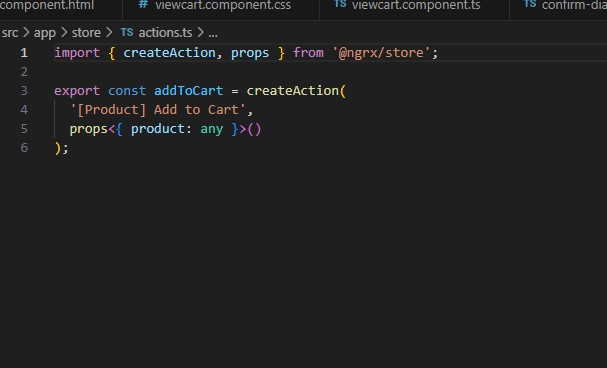 component.html # viewcart.component.css TS viewcart.component.ts TS confirm-dia
src > app > store > TS actions.ts > ...
1 import { createAction, props } from '@ngrx/store';
2
3 export const addToCart = createAction(
4 '[Product] Add to Cart',
5 props<{ product: any }>()
6 );